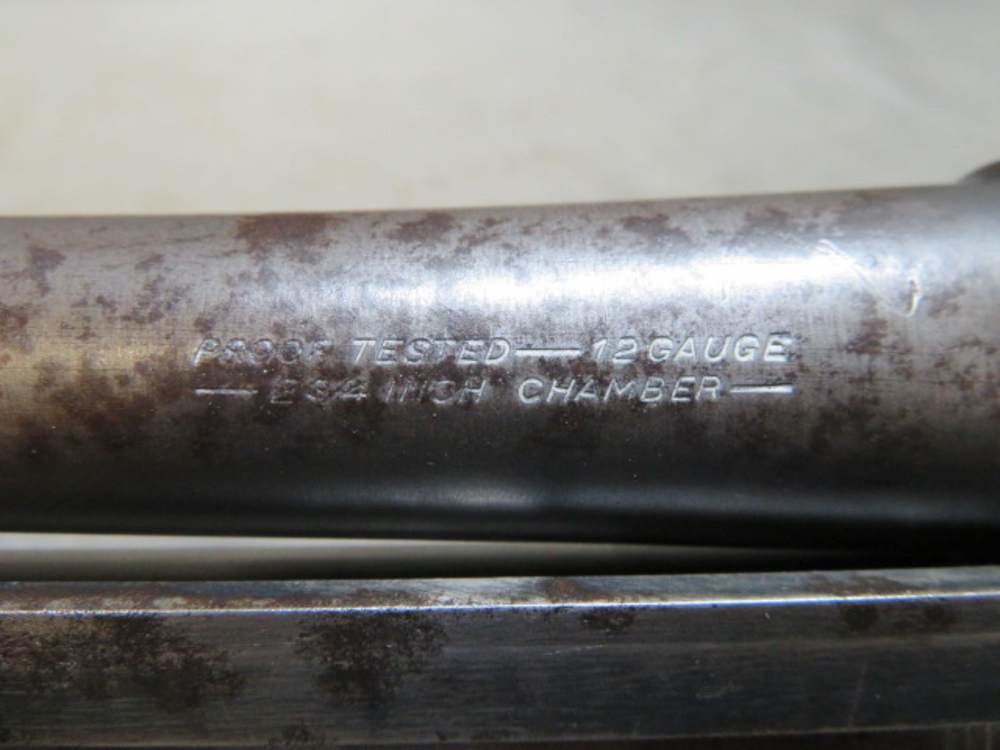 PROOF TESTED — 12 GAUGE
— 2 3/4 INCH CHAMBER —